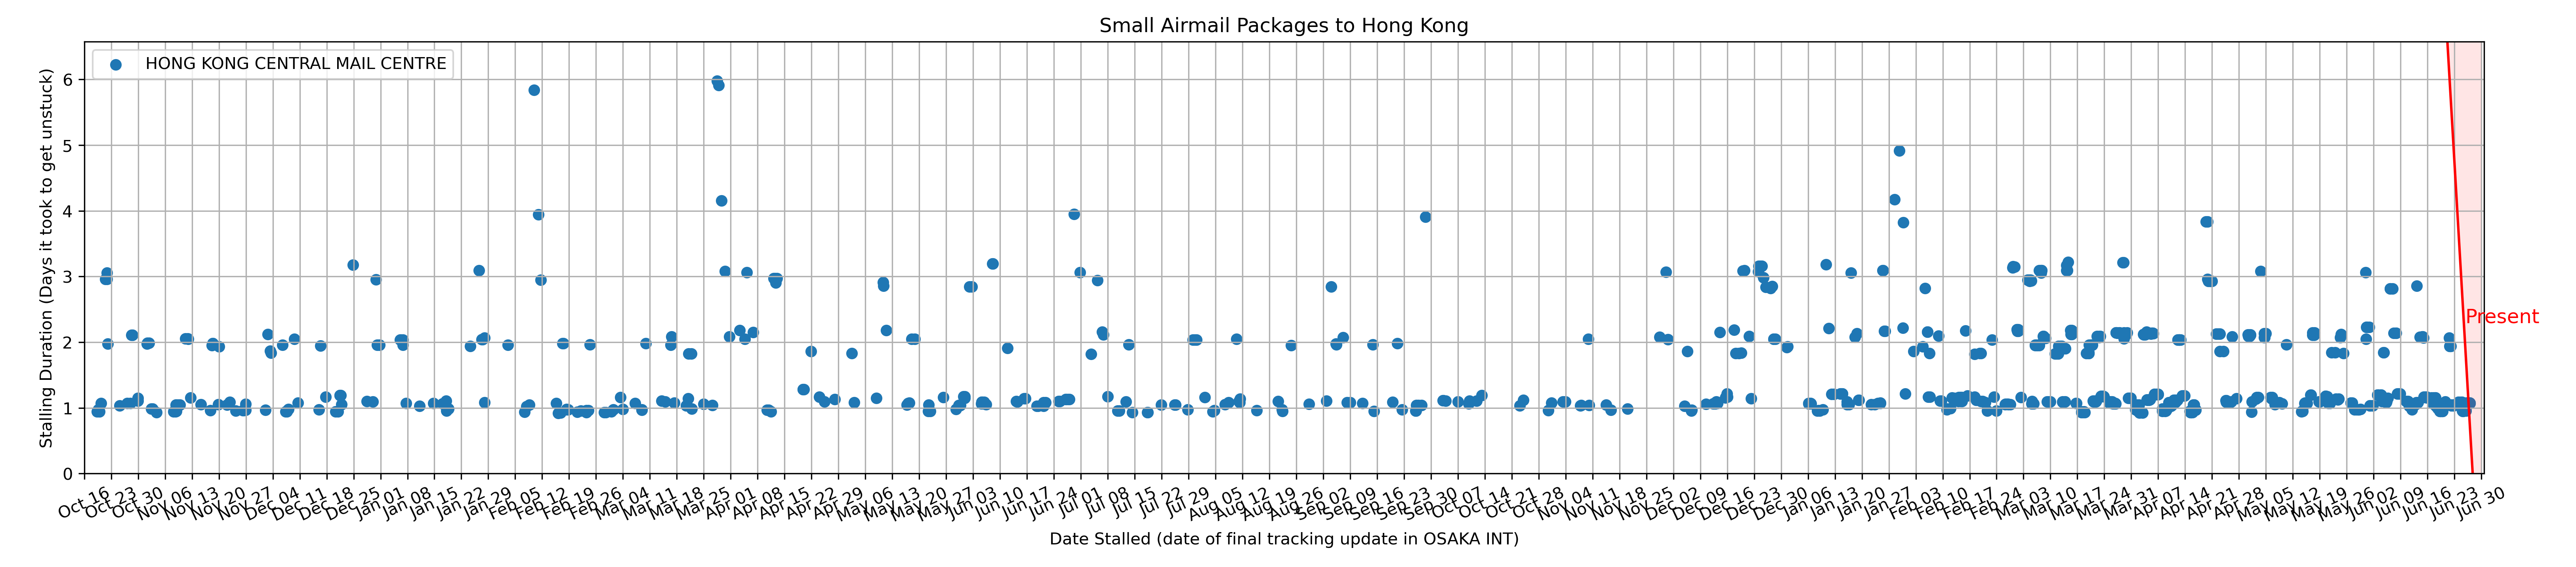 Small Airmail Packages to Hong Kong
HONG KONG CENTRAL MAIL CENTRE
Stalling Duration (Days it took to get unstuck)
6
5
4
3
2
1
0
Present
Oct 16
Oct 23
Oct 30
Nov 06
Nov 13
Nov 20
Nov 27
Dec 04
Dec 11
Dec 18
Dec 25
Jan 01
Jan 08
Jan 15
Jan 22
Jan 29
Feb 05
Feb 12
Feb 19
Feb 26
Mar 04
Mar 11
Mar 18
Mar 25
Apr 01
Apr 08
Apr 15
Apr 22
Apr 29
May 06
May 13
May 20
May 27
Jun 03
Jun 10
Jun 17
Jun 24
Jul 01
Jul 08
Jul 15
Jul 22
Jul 29
Aug 05
Aug 12
Aug 19
Aug 26
Sep 02
Sep 09
Sep 16
Sep 23
Sep 30
Oct 07
Oct 14
Oct 21
Oct 28
Nov 04
Nov 11
Nov 18
Nov 25
Dec 02
Dec 09
Dec 16
Dec 23
Dec 30
Jan 06
Jan 13
Jan 20
Jan 27
Feb 03
Feb 10
Feb 17
Feb 24
Mar 03
Mar 10
Mar 17
Mar 24
Mar 31
Apr 07
Apr 14
Apr 21
Apr 28
May 05
May 12
May 19
May 26
Jun 02
Jun 09
Jun 16
Jun 23
Jun 30
Date Stalled (date of final tracking update in OSAKA INT)